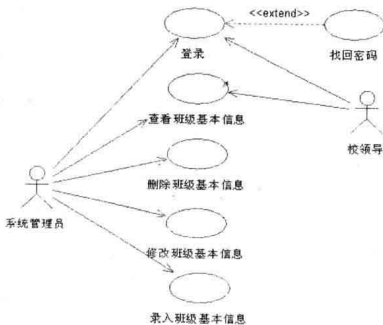 <<extend>>
登录
找回密码
查看班级基本信息
校领导
删除班级基本信息
系统管理员
修改班级基本信息
录入班级基本信息